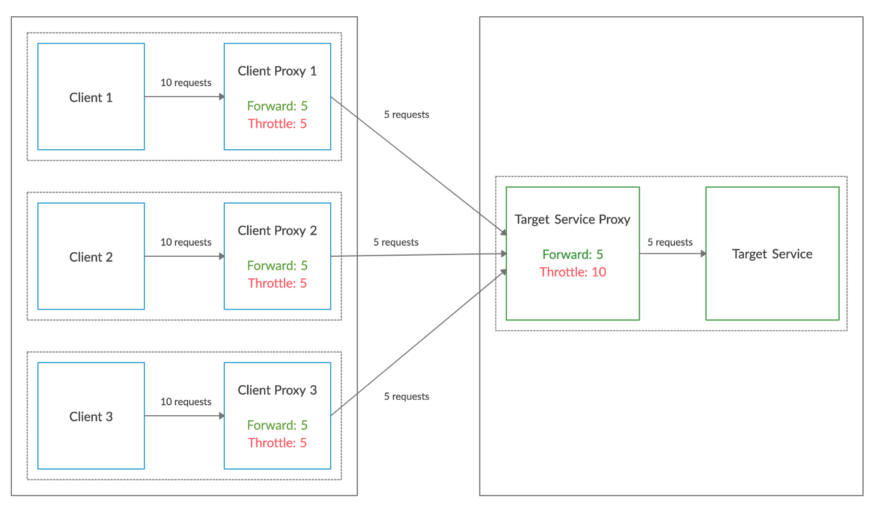 Client 1
10 requests
Client Proxy 1
Forward: 5
Throttle: 5
5 requests
Client 2
10 requests
Client Proxy 2
Forward: 5
Throttle: 5
5 requests
Client 3
10 requests
Client Proxy 3
Forward: 5
Throttle: 5
5 requests
Target Service Proxy
Forward: 5
Throttle: 10
5 requests
Target Service